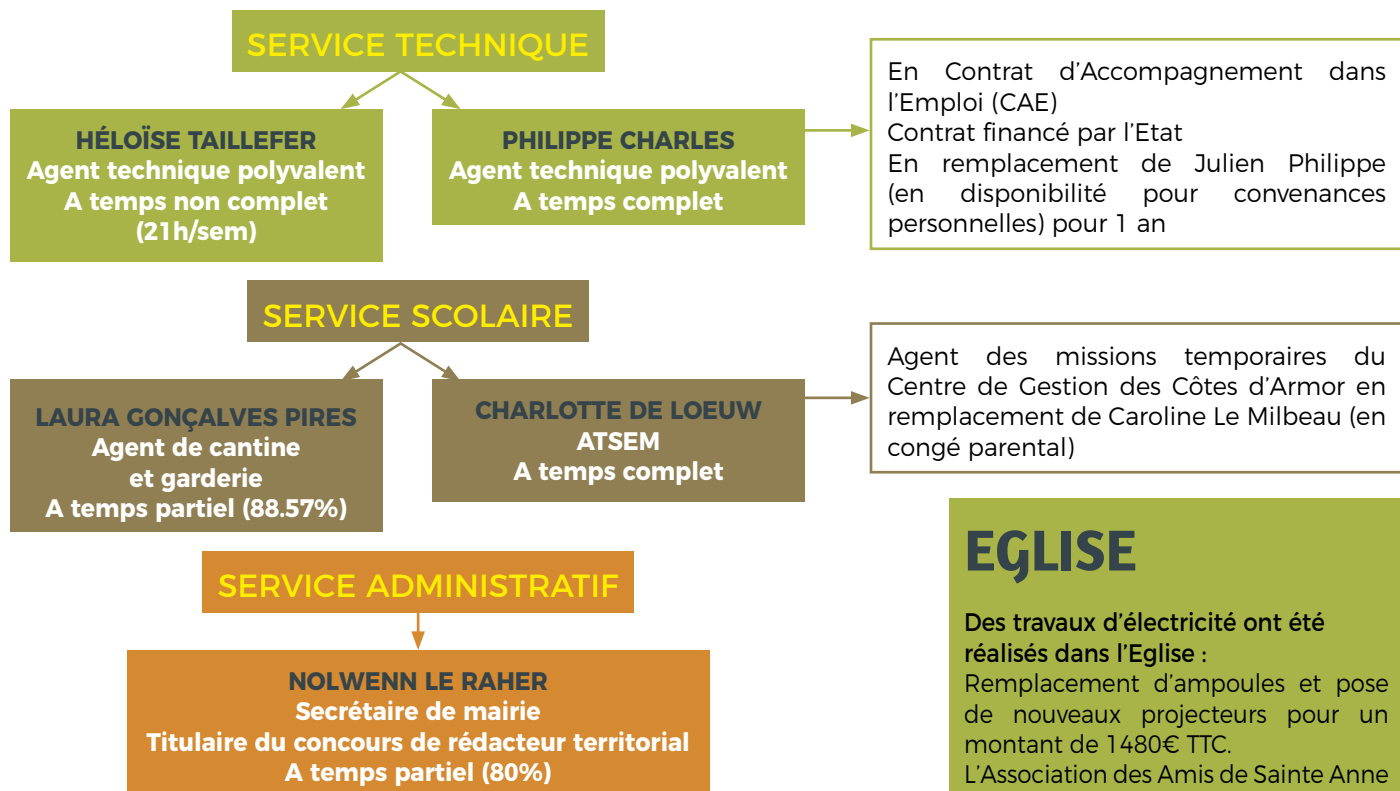 SERVICE TECHNIQUE
HÉLOÏSE TAILLEFER
Agent technique polyvalent
A temps non complet
(21h/sem)
PHILIPPE CHARLES
Agent technique polyvalent
A temps complet
En Contrat d’Accompagnement dans
l’Emploi (CAE)
Contrat financé par l’Etat
En remplacement de Julien Philippe
(en disponibilité pour convenances
personnelles) pour 1 an
SERVICE SCOLAIRE
LAURA GONÇALVES PIRES
Agent de cantine
et garderie
A temps partiel (88.57%)
CHARLOTTE DE LOEUW
ATSEM
A temps complet
Agent des missions temporaires du
Centre de Gestion des Côtes d’Armor en
remplacement de Caroline Le Milbeau (en
congé parental)
SERVICE ADMINISTRATIF
NOLWENN LE RAHER
Secrétaire de mairie
Titulaire du concours de rédacteur territorial
A temps partiel (80%)
EGLISE
Des travaux d’électricité ont été
réalisés dans l’Eglise :
Remplacement d’ampoules et pose
de nouveaux projecteurs pour un
montant de 1480€ TTC.
L’Association des Amis de Sainte Anne